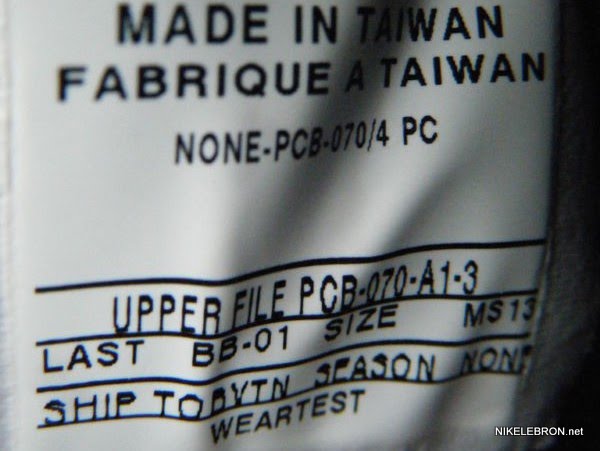 MADE IN TAIWAN
FABRIQUE A TAIWAN
NONE-PCB-070/4 PC
UPPER FILE PCB-070-A1-3
LAST BB-01 SIZE MS13
SHIP TO BYTN SEASON NONE
WEARTEST
NIKELEBRON.net